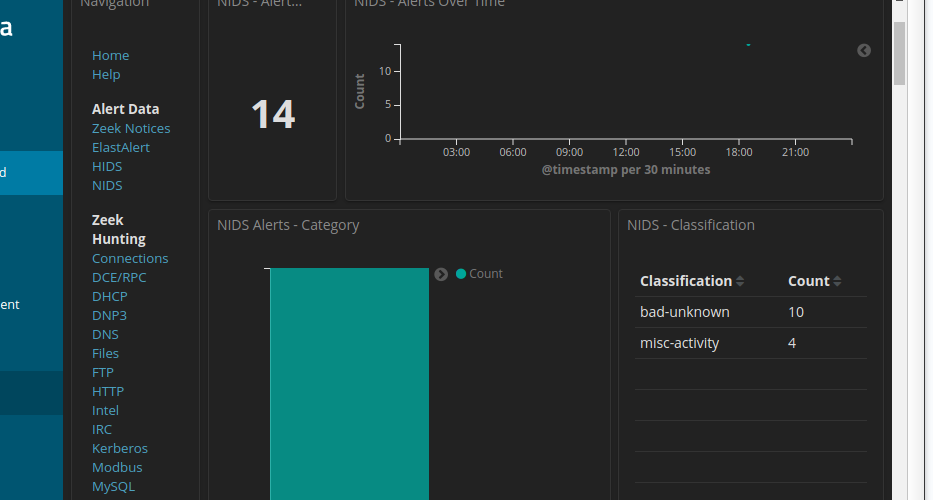 a
d
ent
Navigation
Home
Help
Alert Data
Zeek Notices
ElastAlert
HIDS
NIDS
Zeek
Hunting
Connections
DCE/RPC
DHCP
DNP3
DNS
Files
FTP
HTTP
Intel
IRC
Kerberos
Modbus
MySQL
NIDS - Alert...
14
NIDS - Alerts Over Time
Count
10
5
0
03:00 06:00 09:00 12:00 15:00 18:00 21:00
@timestamp per 30 minutes
NIDS Alerts - Category
Count
NIDS - Classification
Classification Count
bad-unknown 10
misc-activity 4